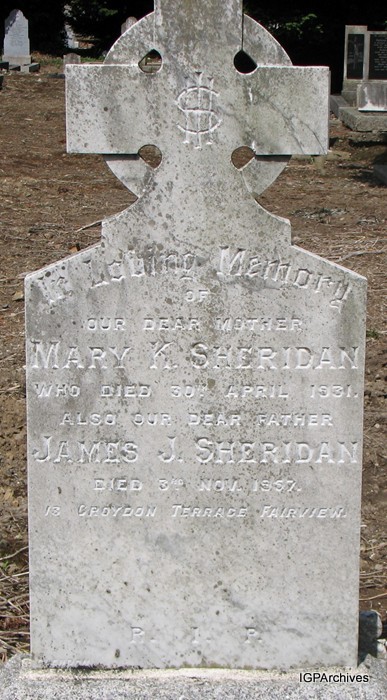 IHS
In Loving Memory
OF
OUR DEAR MOTHER
MARY K. SHERIDAN
WHO DIED 30TH APRIL 1931.
ALSO OUR DEAR FATHER
JAMES J. SHERIDAN
DIED 3RD NOV. 1957.
13 CROYDON TERRACE FAIRVIEW.
R. I. P.
IGPArchives